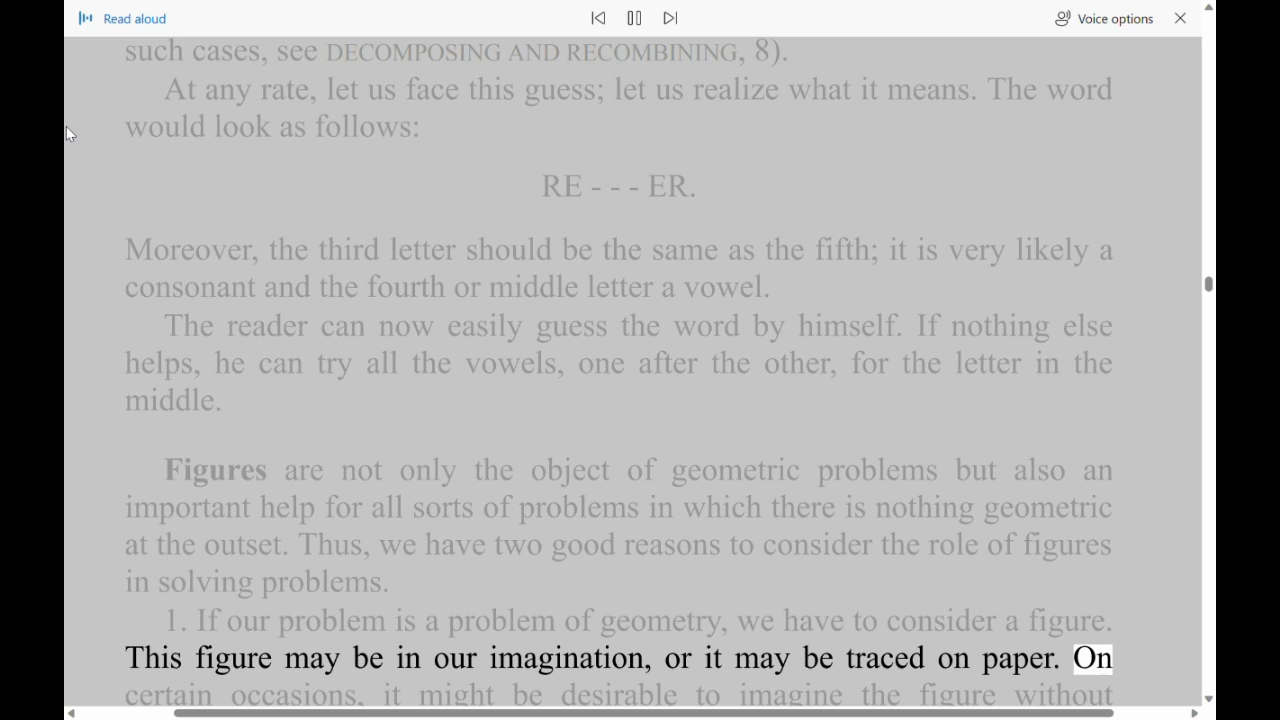 Read aloud
Voice options
such cases, see DECOMPOSING AND RECOMBINING, 8).
At any rate, let us face this guess; let us realize what it means. The word
would look as follows:
RE - - - ER.
Moreover, the third letter should be the same as the fifth; it is very likely a
consonant and the fourth or middle letter a vowel.
The reader can now easily guess the word by himself. If nothing else
helps, he can try all the vowels, one after the other, for the letter in the
middle.
Figures are not only the object of geometric problems but also an
important help for all sorts of problems in which there is nothing geometric
at the outset. Thus, we have two good reasons to consider the role of figures
in solving problems.
1. If our problem is a problem of geometry, we have to consider a figure.
This figure may be in our imagination, or it may be traced on paper. On
certain occasions, it might be desirable to imagine the figure without